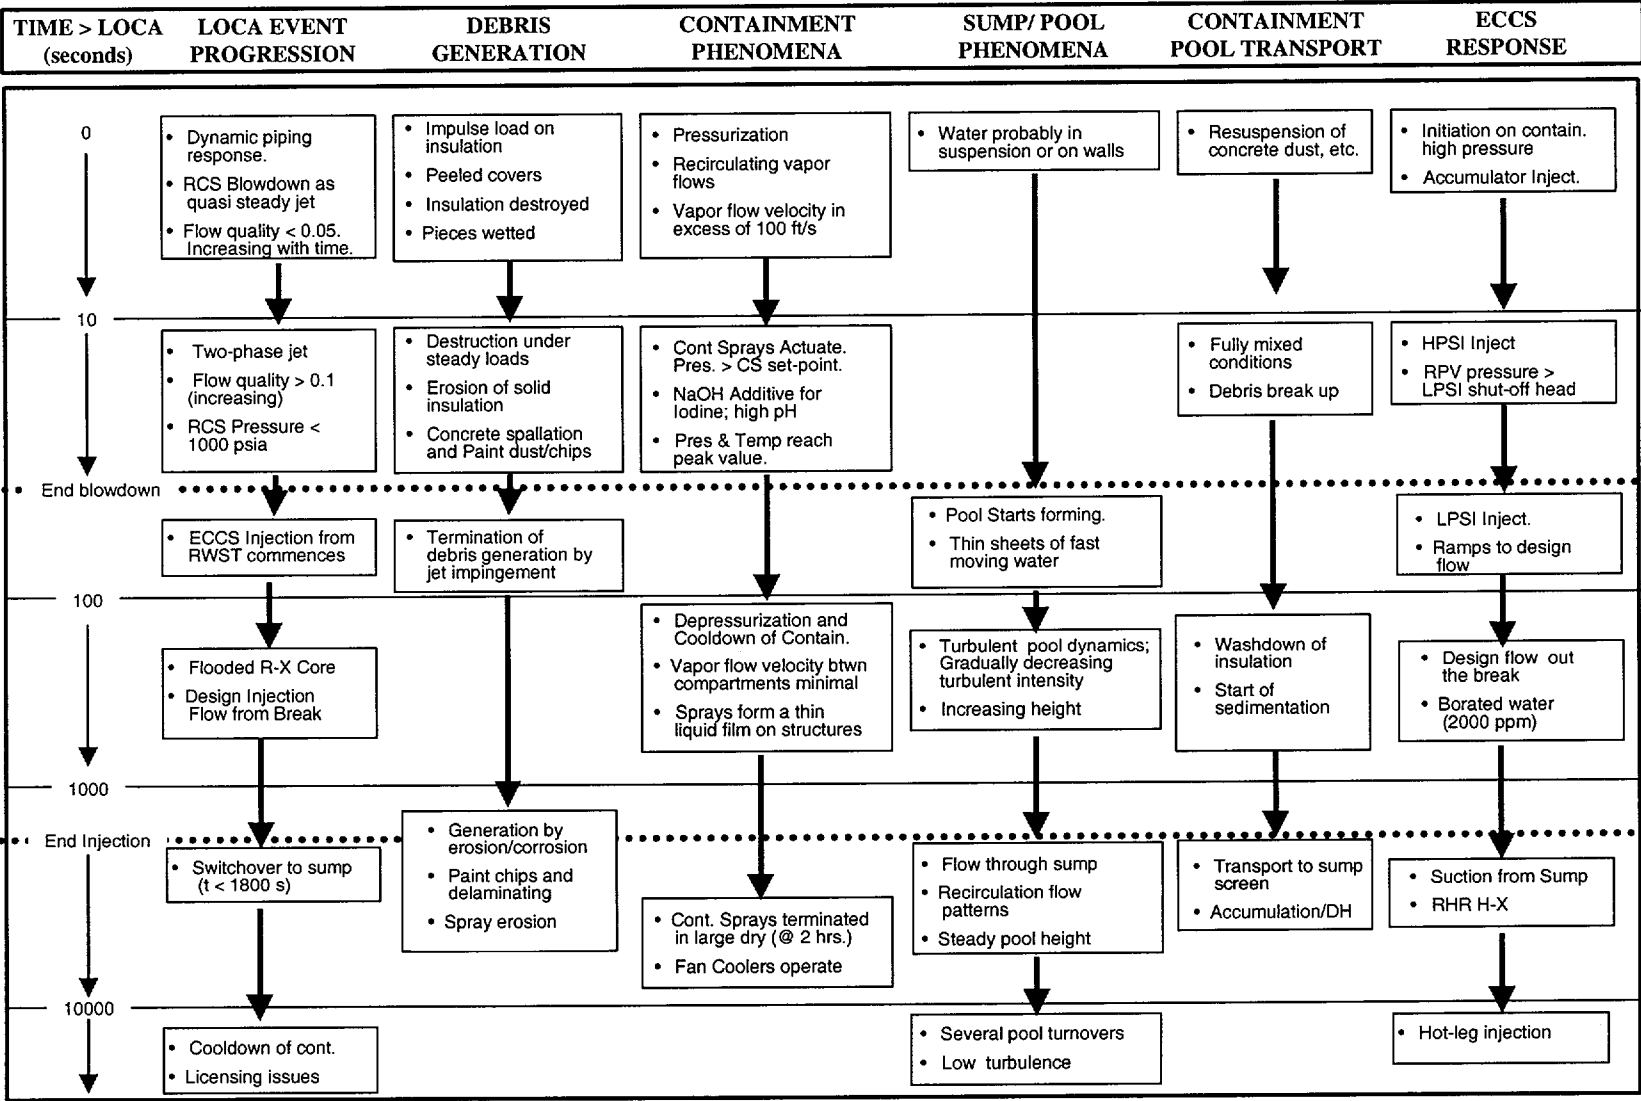 TIME > LOCA
(seconds)
LOCA EVENT
PROGRESSION
DEBRIS
GENERATION
CONTAINMENT
PHENOMENA
SUMP/ POOL
PHENOMENA
CONTAINMENT
POOL TRANSPORT
ECCS
RESPONSE
0
• Dynamic piping
response.
• RCS Blowdown as
quasi steady jet
• Flow quality < 0.05.
Increasing with time.
• Impulse load on
insulation
• Peeled covers
• Insulation destroyed
• Pieces wetted
• Pressurization
• Recirculating vapor
flows
• Vapor flow velocity in
excess of 100 ft/s
• Water probably in
suspension or on walls
• Resuspension of
concrete dust, etc.
• Initiation on contain.
high pressure
• Accumulator Inject.
10
• Two-phase jet
• Flow quality > 0.1
(increasing)
• RCS Pressure <
1000 psia
• Destruction under
steady loads
• Erosion of solid
insulation
• Concrete spallation
and Paint dust/chips
• Cont Sprays Actuate.
Pres. > CS set-point.
• NaOH Additive for
Iodine; high pH
• Pres & Temp reach
peak value.
• Fully mixed
conditions
• Debris break up
• HPSI Inject
• RPV pressure >
LPSI shut-off head
End blowdown
• ECCS Injection from
RWST commences
• Termination of
debris generation by
jet impingement
• Pool Starts forming.
• Thin sheets of fast
moving water
• LPSI Inject.
• Ramps to design
flow
100
• Flooded R-X Core
• Design Injection
Flow from Break
• Depressurization and
Cooldown of Contain.
• Vapor flow velocity btwn
compartments minimal
• Sprays form a thin
liquid film on structures
• Turbulent pool dynamics;
Gradually decreasing
turbulent intensity
• Increasing height
• Washdown of
insulation
• Start of
sedimentation
• Design flow out
the break
• Borated water
(2000 ppm)
1000
End Injection
• Switchover to sump
(t < 1800 s)
• Generation by
erosion/corrosion
• Paint chips and
delaminating
• Spray erosion
• Cont. Sprays terminated
in large dry (@ 2 hrs.)
• Fan Coolers operate
• Flow through sump
• Recirculation flow
patterns
• Steady pool height
• Transport to sump
screen
• Accumulation/DH
• Suction from Sump
• RHR H-X
10000
• Cooldown of cont.
• Licensing issues
• Several pool turnovers
• Low turbulence
• Hot-leg injection